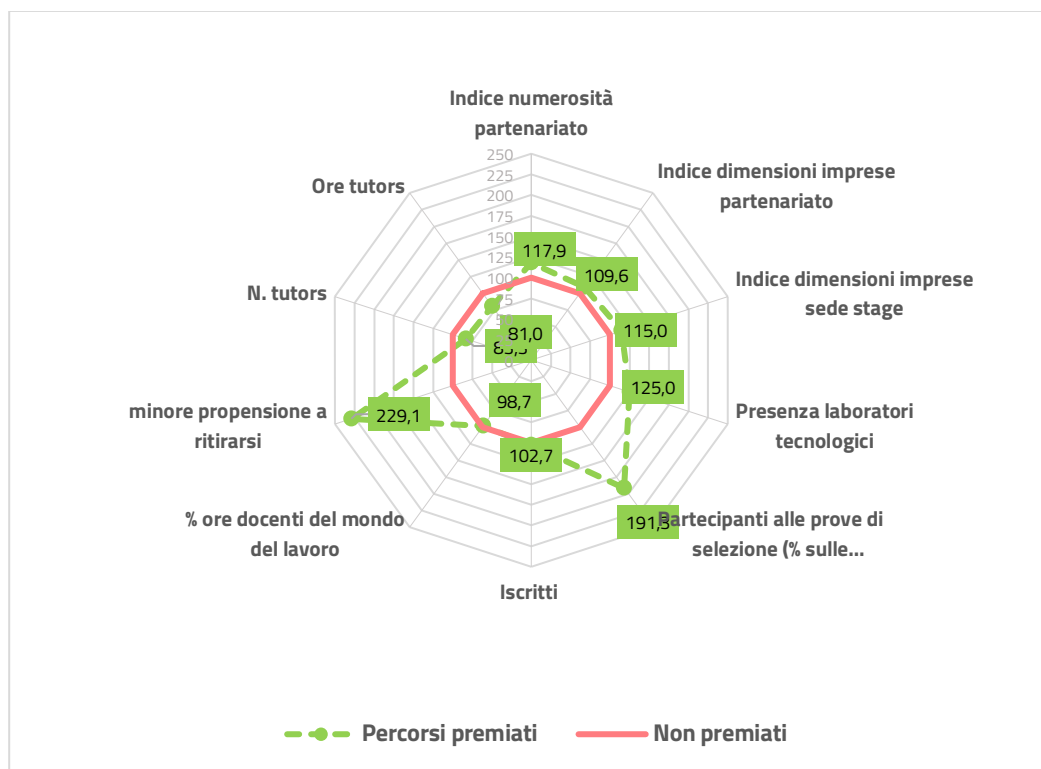 Indice numerosità
partenariato
Indice dimensioni imprese
partenariato
Indice dimensioni imprese
sede stage
Presenza laboratori
tecnologici
Partecipanti alle prove di
selezione (% sulle...
Iscritti
% ore docenti del mondo
del lavoro
minore propensione a
ritirarsi
N. tutors
Ore tutors
250
225
200
175
150
125
100
0
117,9
109,6
115,0
125,0
191,3
102,7
98,7
229,1
81,0
Percorsi premiati
Non premiati